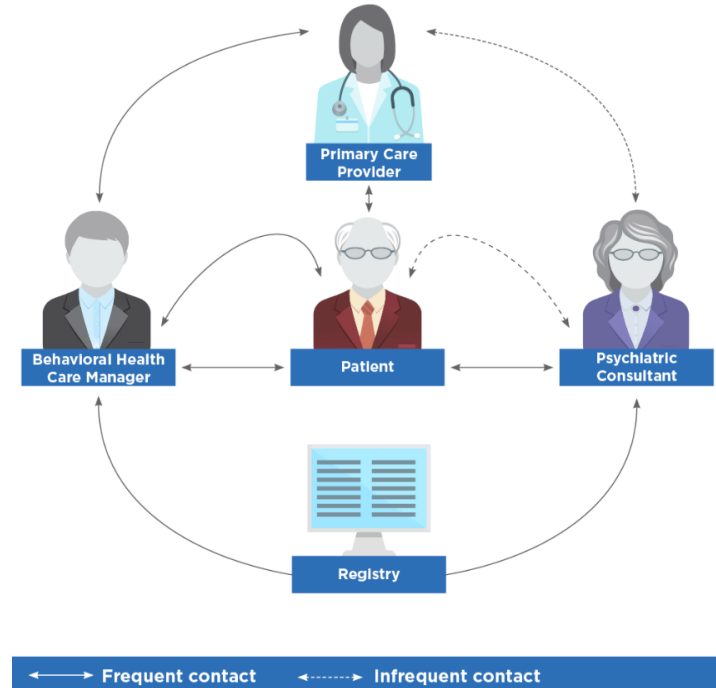 Primary Care
Provider
Behavioral Health
Care Manager
Patient
Psychiatric
Consultant
Registry
Frequent contact
Infrequent contact